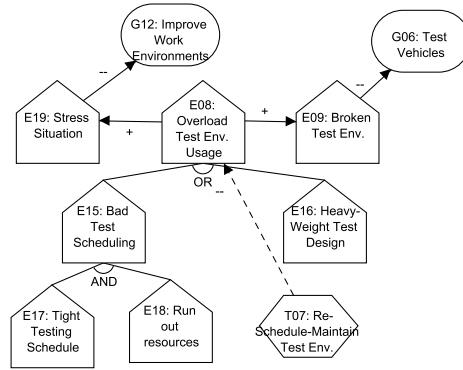 G12: Improve
Work
Environments
G06: Test
Vehicles
--
--
E19: Stress
Situation
+
E08:
Overload
Test Env.
Usage
+
E09: Broken
Test Env.
OR
--
E15: Bad
Test
Scheduling
E16: Heavy-
Weight Test
Design
AND
E17: Tight
Testing
Schedule
E18: Run
out
resources
T07: Re-
Schedule-Maintain
Test Env.